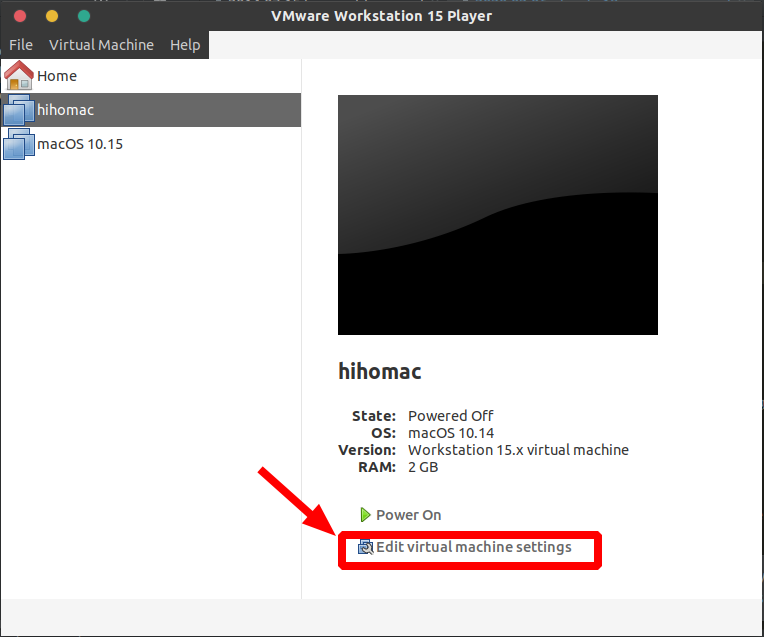 VMware Workstation 15 Player
File Virtual Machine Help
Home
hihomac
macOS 10.15
hihomac
State: Powered Off
OS: macOS 10.14
Version: Workstation 15.x virtual machine
RAM: 2 GB
Power On
Edit virtual machine settings